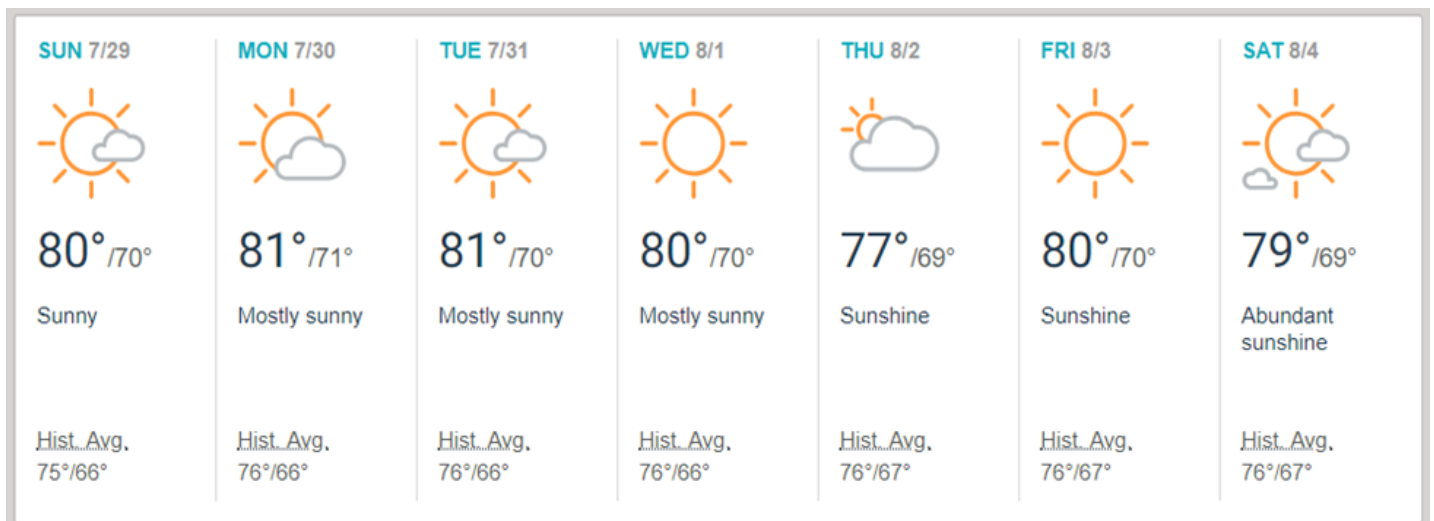 SUN 7/29
80°/70°
Sunny
Hist. Avg.
75°/66°
MON 7/30
81°/71°
Mostly sunny
Hist. Avg.
76°/66°
TUE 7/31
81°/70°
Mostly sunny
Hist. Avg.
76°/66°
WED 8/1
80°/70°
Mostly sunny
Hist. Avg.
76°/66°
THU 8/2
77°/69°
Sunshine
Hist. Avg.
76°/67°
FRI 8/3
80°/70°
Sunshine
Hist. Avg.
76°/67°
SAT 8/4
79°/69°
Abundant
sunshine
Hist. Avg.
76°/67°